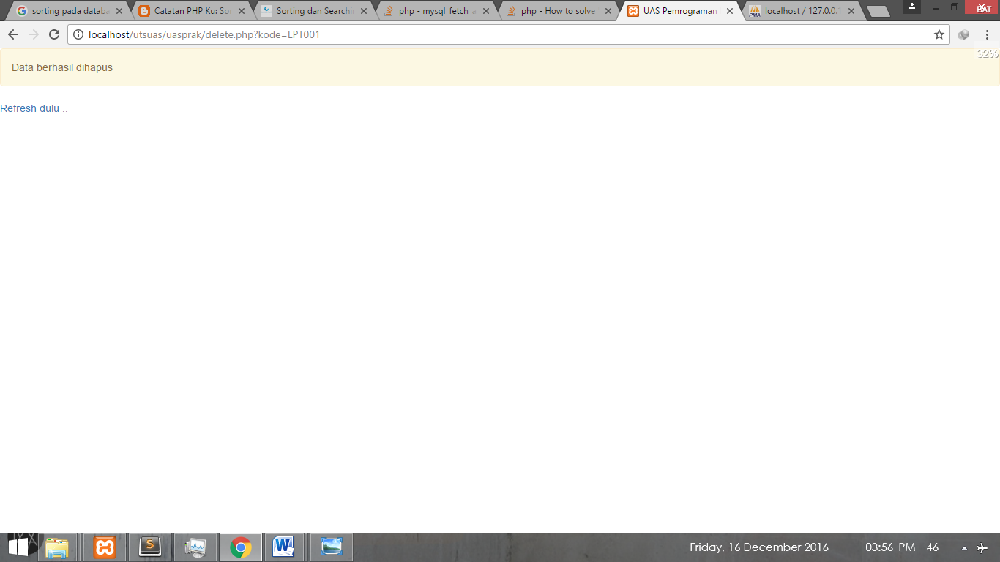 sorting pada databa
Catatan PHP Ku: Soc
Sorting dan Searchi
php - mysql_fetch_a
php - How to solve
UAS Pemrograman
localhost / 127.0.0.1
BAT
localhost/utsuas/uasprak/delete.php?kode=LPT001
32%
Data berhasil dihapus
Refresh dulu ..
Friday, 16 December 2016 03:56 PM 46